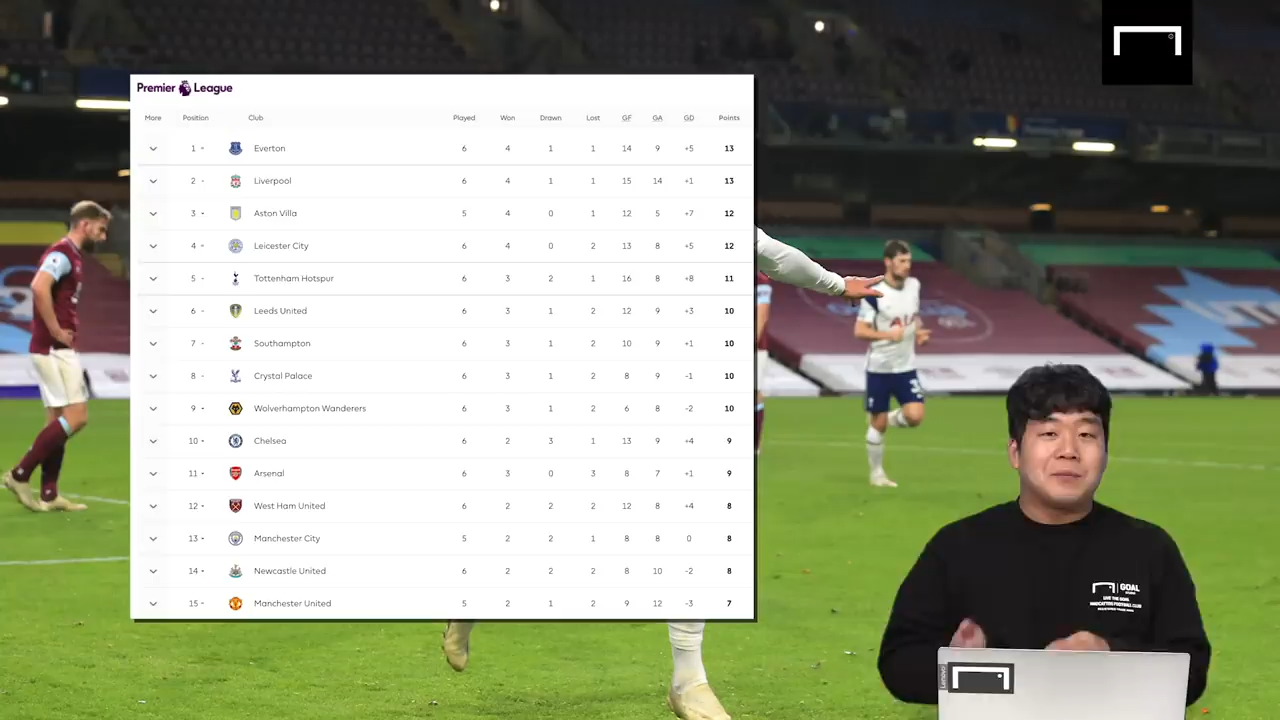 Premier League
More Position Club Played Won Drawn Lost GF GA GD Points
1 - Everton 6 4 1 1 14 9 +5 13
2 - Liverpool 6 4 1 1 15 14 +1 13
3 - Aston Villa 5 4 0 1 12 5 +7 12
4 - Leicester City 6 4 0 2 13 8 +5 12
5 - Tottenham Hotspur 6 3 2 1 16 8 +8 11
6 - Leeds United 6 3 1 2 12 9 +3 10
7 - Southampton 6 3 1 2 10 9 +1 10
8 - Crystal Palace 6 3 1 2 8 9 -1 10
9 - Wolverhampton Wanderers 6 3 1 2 6 8 -2 10
10 - Chelsea 6 2 3 1 13 9 +4 9
11 - Arsenal 6 3 0 3 8 7 +1 9
12 - West Ham United 6 2 2 2 12 8 +4 8
13 - Manchester City 5 2 2 1 8 8 0 8
14 - Newcastle United 6 2 2 2 8 10 -2 8
15 - Manchester United 5 2 1 2 9 12 -3 7
AIA
3
GOAL
LIVE THE GOAL
Lenovo